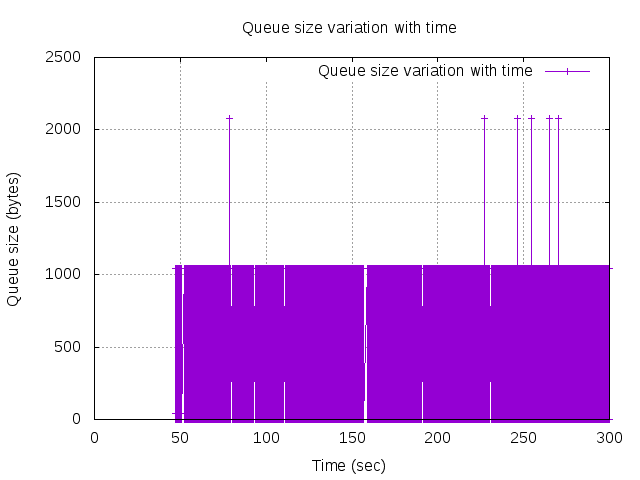 Queue size variation with time
Queue size variation with time
2500
2000
1500
1000
500
0
Queue size (bytes)
0 50 100 150 200 250 300
Time (sec)